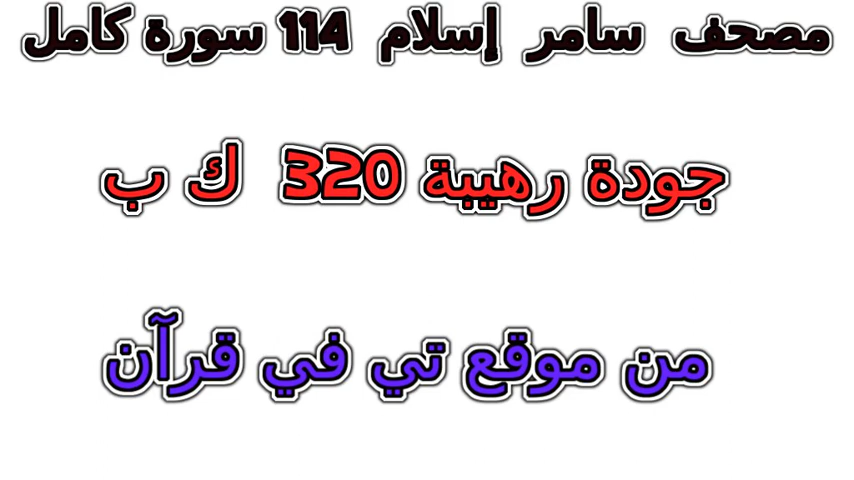 مصحف سامر إسلام 114 سورة كامل
جودة رهيبة 320 ك ب
من موقع تي في قرآن